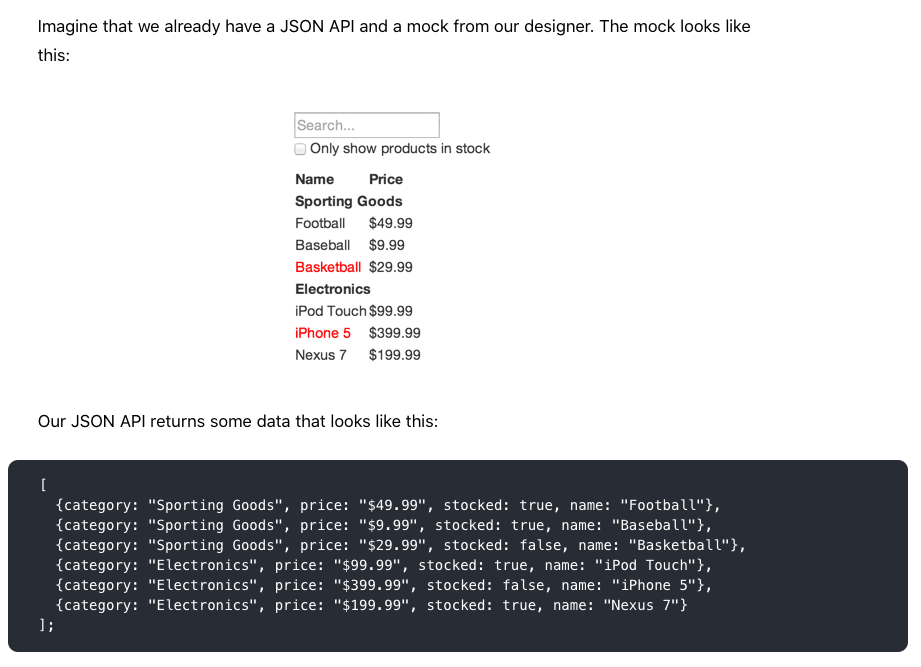 Imagine that we already have a JSON API and a mock from our designer. The mock looks like
this:
Search...
Only show products in stock
Name Price
Sporting Goods
Football $49.99
Baseball $9.99
Basketball $29.99
Electronics
iPod Touch $99.99
iPhone 5 $399.99
Nexus 7 $199.99
Our JSON API returns some data that looks like this:
[
  {category: "Sporting Goods", price: "$49.99", stocked: true, name: "Football"},
  {category: "Sporting Goods", price: "$9.99", stocked: true, name: "Baseball"},
  {category: "Sporting Goods", price: "$29.99", stocked: false, name: "Basketball"},
  {category: "Electronics", price: "$99.99", stocked: true, name: "iPod Touch"},
  {category: "Electronics", price: "$399.99", stocked: false, name: "iPhone 5"},
  {category: "Electronics", price: "$199.99", stocked: true, name: "Nexus 7"}
];